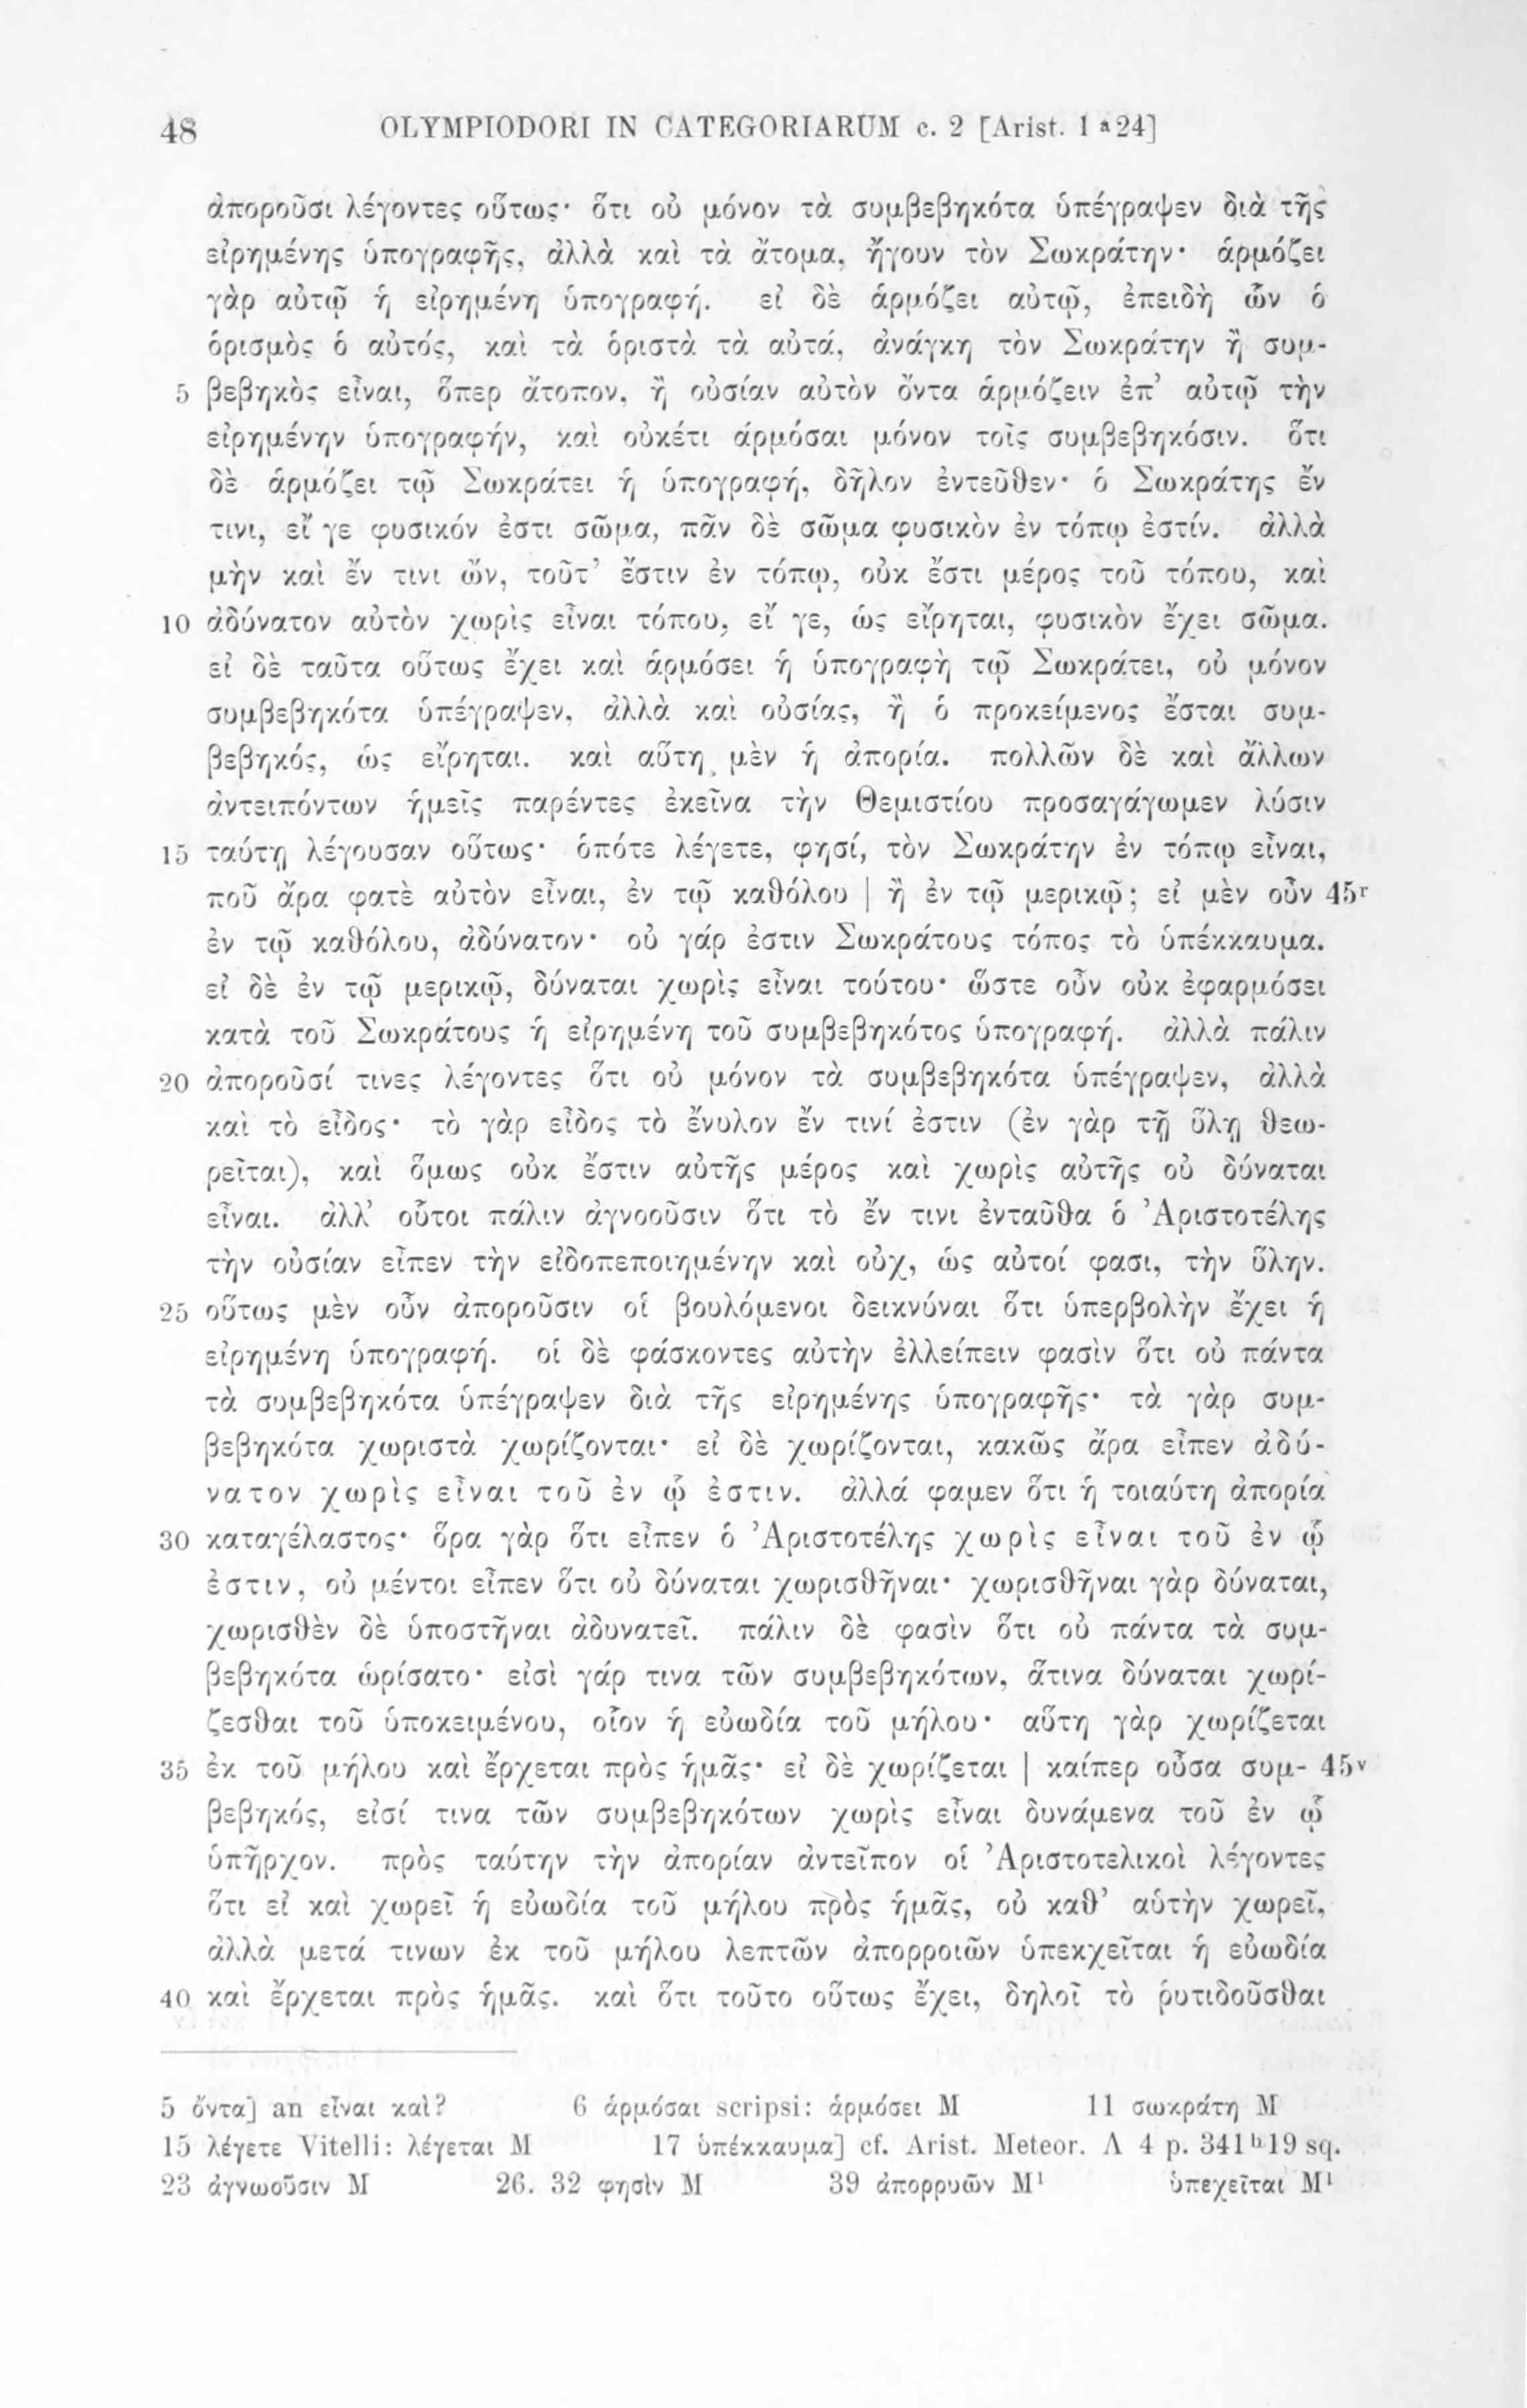 48 OLYMPIODORI IN CATEGORIARUM c. 2 [Arist. 1 a 24]
ἀποροῦσι λέγοντες οὕτως· ὅτι οὐ μόνον τὰ συμβεβηκότα ὑπέγραψεν διὰ τῆς
εἰρημένης ὑπογραφῆς, ἀλλὰ καὶ τὰ ἄτομα, ἤγουν τὸν Σωκράτην· ἁρμόζει
γὰρ αὐτῷ ἡ εἰρημένη ὑπογραφή. εἰ δὲ ἁρμόζει αὐτῷ, ἐπειδὴ ὧν ὁ
ὁρισμὸς ὁ αὐτός, καὶ τὰ ὁριστὰ τὰ αὐτά, ἀνάγκη τὸν Σωκράτην ἢ συμ-
5 βεβηκὸς εἶναι, ὅπερ ἄτοπον, ἢ οὐσίαν αὐτὸν ὄντα ἁρμόζειν ἐπ’ αὐτῷ τὴν
εἰρημένην ὑπογραφήν, καὶ οὐκέτι ἁρμόσαι μόνον τοῖς συμβεβηκόσιν. ὅτι
δὲ ἁρμόζει τῷ Σωκράτει ἡ ὑπογραφή, δῆλον ἐντεῦθεν· ὁ Σωκράτης ἔν
τινι, εἴ γε φυσικόν ἐστι σῶμα, πᾶν δὲ σῶμα φυσικὸν ἐν τόπῳ ἐστίν. ἀλλὰ
μὴν καὶ ἔν τινι ὤν, τοῦτ’ ἔστιν ἐν τόπῳ, οὐκ ἔστι μέρος τοῦ τόπου, καὶ
10 ἀδύνατον αὐτὸν χωρὶς εἶναι τόπου, εἴ γε, ὡς εἴρηται, φυσικὸν ἔχει σῶμα.
εἰ δὲ ταῦτα οὕτως ἔχει καὶ ἁρμόσει ἡ ὑπογραφὴ τῷ Σωκράτει, οὐ μόνον
συμβεβηκότα ὑπέγραψεν, ἀλλὰ καὶ οὐσίας, ἢ ὁ προκείμενος ἔσται συμ-
βεβηκός, ὡς εἴρηται. καὶ αὕτη μὲν ἡ ἀπορία. πολλῶν δὲ καὶ ἄλλων
ἀντειπόντων ἡμεῖς παρέντες ἐκεῖνα τὴν Θεμιστίου προσαγάγωμεν λύσιν
15 ταύτῃ λέγουσαν οὕτως· ὁπότε λέγετε, φησί, τὸν Σωκράτην ἐν τόπῳ εἶναι,
ποῦ ἄρα φατὲ αὐτὸν εἶναι, ἐν τῷ καθόλου | ἢ ἐν τῷ μερικῷ; εἰ μὲν οὖν 45r
ἐν τῷ καθόλου, ἀδύνατον· οὐ γάρ ἐστιν Σωκράτους τόπος τὸ ὑπέκκαυμα.
εἰ δὲ ἐν τῷ μερικῷ, δύναται χωρὶς εἶναι τούτου· ὥστε οὖν οὐκ ἐφαρμόσει
κατὰ τοῦ Σωκράτους ἡ εἰρημένη τοῦ συμβεβηκότος ὑπογραφή. ἀλλὰ πάλιν
20 ἀποροῦσί τινες λέγοντες ὅτι οὐ μόνον τὰ συμβεβηκότα ὑπέγραψεν, ἀλλὰ
καὶ τὸ εἶδος· τὸ γὰρ εἶδος τὸ ἔνυλον ἔν τινί ἐστιν (ἐν γὰρ τῇ ὕλῃ θεω-
ρεῖται), καὶ ὅμως οὐκ ἔστιν αὐτῆς μέρος καὶ χωρὶς αὐτῆς οὐ δύναται
εἶναι. ἀλλ’ οὗτοι πάλιν ἀγνοοῦσιν ὅτι τὸ ἔν τινι ἐνταῦθα ὁ Ἀριστοτέλης
τὴν οὐσίαν εἶπεν τὴν εἰδοπεποιημένην καὶ οὐχ, ὡς αὐτοί φασι, τὴν ὕλην.
25 οὕτως μὲν οὖν ἀποροῦσιν οἱ βουλόμενοι δεικνύναι ὅτι ὑπερβολὴν ἔχει ἡ
εἰρημένη ὑπογραφή. οἱ δὲ φάσκοντες αὐτὴν ἐλλείπειν φασὶν ὅτι οὐ πάντα
τὰ συμβεβηκότα ὑπέγραψεν διὰ τῆς εἰρημένης ὑπογραφῆς· τὰ γὰρ συμ-
βεβηκότα χωριστὰ χωρίζονται· εἰ δὲ χωρίζονται, κακῶς ἄρα εἶπεν ἀδύ-
νατον χωρὶς εἶναι τοῦ ἐν ᾧ ἐστιν. ἀλλά φαμεν ὅτι ἡ τοιαύτη ἀπορία
30 καταγέλαστος· ὅρα γὰρ ὅτι εἶπεν ὁ Ἀριστοτέλης χωρὶς εἶναι τοῦ ἐν ᾧ
ἐστιν, οὐ μέντοι εἶπεν ὅτι οὐ δύναται χωρισθῆναι· χωρισθῆναι γὰρ δύναται,
χωρισθὲν δὲ ὑποστῆναι ἀδυνατεῖ. πάλιν δὲ φασὶν ὅτι οὐ πάντα τὰ συμ-
βεβηκότα ὡρίσατο· εἰσὶ γάρ τινα τῶν συμβεβηκότων, ἅτινα δύναται χωρί-
ζεσθαι τοῦ ὑποκειμένου, οἷον ἡ εὐωδία τοῦ μήλου· αὕτη γὰρ χωρίζεται
35 ἐκ τοῦ μήλου καὶ ἔρχεται πρὸς ἡμᾶς· εἰ δὲ χωρίζεται | καίπερ οὖσα συμ- 45v
βεβηκός, εἰσί τινα τῶν συμβεβηκότων χωρὶς εἶναι δυνάμενα τοῦ ἐν ᾧ
ὑπῆρχον. πρὸς ταύτην τὴν ἀπορίαν ἀντεῖπον οἱ Ἀριστοτελικοὶ λέγοντες
ὅτι εἰ καὶ χωρεῖ ἡ εὐωδία τοῦ μήλου πρὸς ἡμᾶς, οὐ καθ’ αὑτὴν χωρεῖ,
ἀλλὰ μετά τινων ἐκ τοῦ μήλου λεπτῶν ἀπορροιῶν ὑπεκχεῖται ἡ εὐωδία
40 καὶ ἔρχεται πρὸς ἡμᾶς. καὶ ὅτι τοῦτο οὕτως ἔχει, δηλοῖ τὸ ῥυτιδοῦσθαι
5 ὄντα] an εἶναι καὶ? 6 ἁρμόσαι scripsi: ἁρμόσει M 11 σωκράτη M
15 λέγετε Vitelli: λέγεται M 17 ὑπέκκαυμα] cf. Arist. Meteor. Λ 4 p. 341b19 sq.
23 ἀγνωοῦσιν M 26. 32 φησὶν M 39 ἀπορρυῶν M¹ ὑπεχεῖται M¹